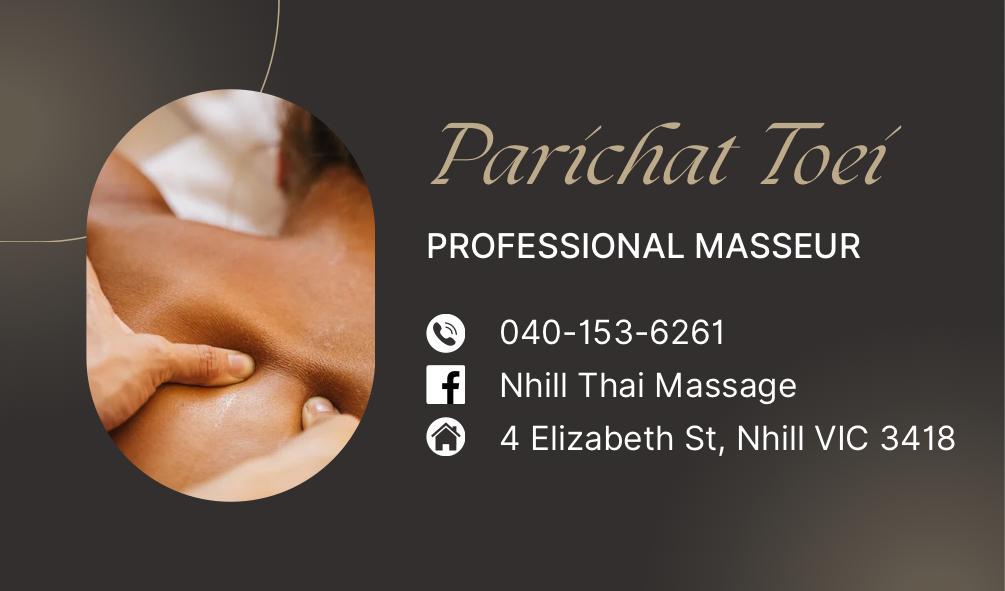 Parichat Toei
PROFESSIONAL MASSEUR
040-153-6261
Nhill Thai Massage
4 Elizabeth St, Nhill VIC 3418